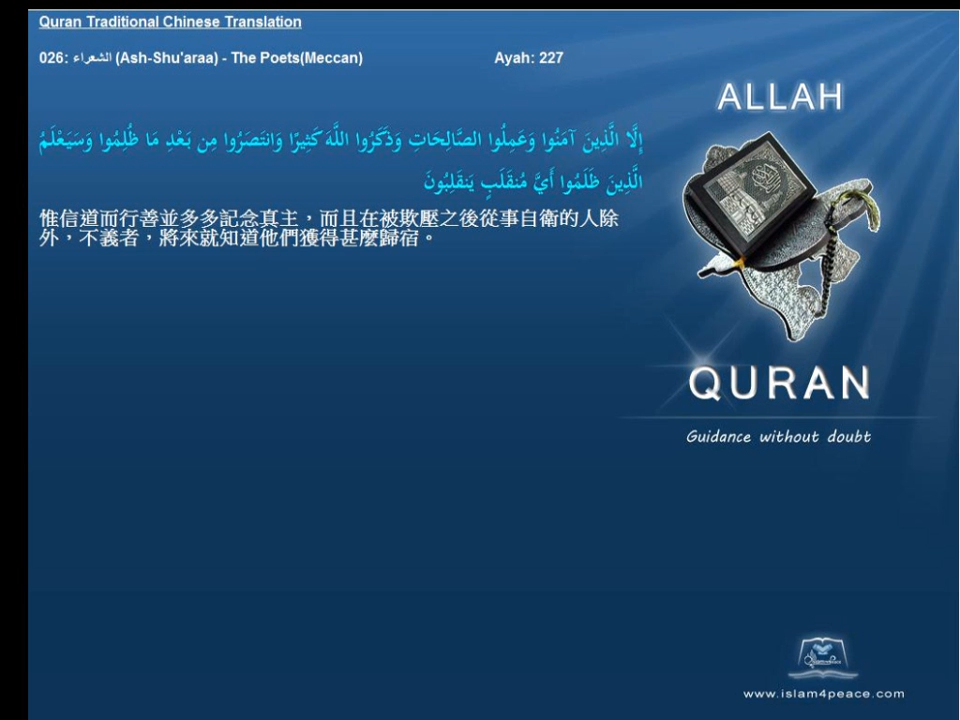 Quran Traditional Chinese Translation
026: الشعراء (Ash-Shu'araa) - The Poets(Meccan) Ayah: 227
إِلَّا الَّذِينَ آمَنُوا وَعَمِلُوا الصَّالِحَاتِ وَذَكَرُوا اللَّهَ كَثِيرًا وَانتَصَرُوا مِن بَعْدِ مَا ظُلِمُوا وَسَيَعْلَمُ
الَّذِينَ ظَلَمُوا أَيَّ مُنقَلَبٍ يَنقَلِبُونَ
惟信道而行善並多多記念真主，而且在被欺壓之後從事自衛的人除
外，不義者，將來就知道他們獲得甚麼歸宿。
ALLAH
QURAN
Guidance without doubt
www.islam4peace.com